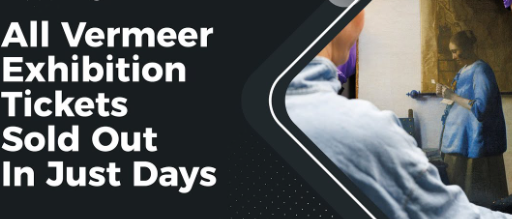 All Vermeer
Exhibition
Tickets
Sold Out
In Just Days